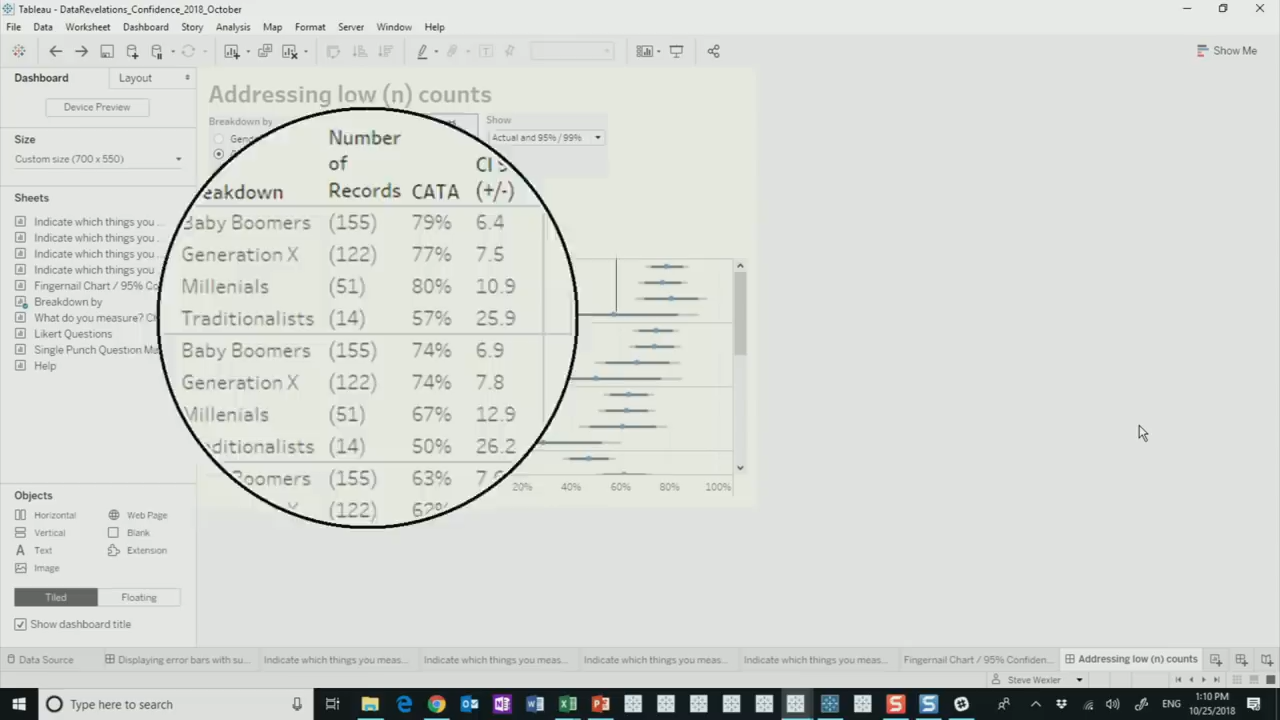 Tableau - DataRevelations_Confidence_2018_October
File Data Worksheet Dashboard Story Analysis Map Format Server Window Help
Show Me
Dashboard Layout
Device Preview
Size
Custom size (700 x 550)
Sheets
Indicate which things you ...
Indicate which things you ...
Indicate which things you ...
Indicate which things you
Fingernail Chart / 95% Co
Breakdown by
What do you measure? C
Likert Questions
Single Punch Question M
Help
Objects
Horizontal Web Page
Vertical Blank
Text Extension
Image
Tiled Floating
Show dashboard title
Addressing low (n) counts
Breakdown by
Show
Actual and 95% / 99%
Number
of
Records CATA (+/-)
eakdown
Baby Boomers (155) 79% 6.4
Generation X (122) 77% 7.5
Millenials (51) 80% 10.9
Traditionalists (14) 57% 25.9
Baby Boomers (155) 74% 6.9
Generation X (122) 74% 7.8
Millenials (51) 67% 12.9
ditionalists (14) 50% 26.2
Boomers (155) 63%
(122) 62%
20% 40% 60% 80% 100%
Data Source Displaying error bars with su... Indicate which things you meas... Indicate which things you meas... Indicate which things you meas... Indicate which things you meas... Fingernail Chart / 95% Confiden... Addressing low (n) counts
Steve Wexler
Type here to search
ENG
1:10 PM
10/25/2018